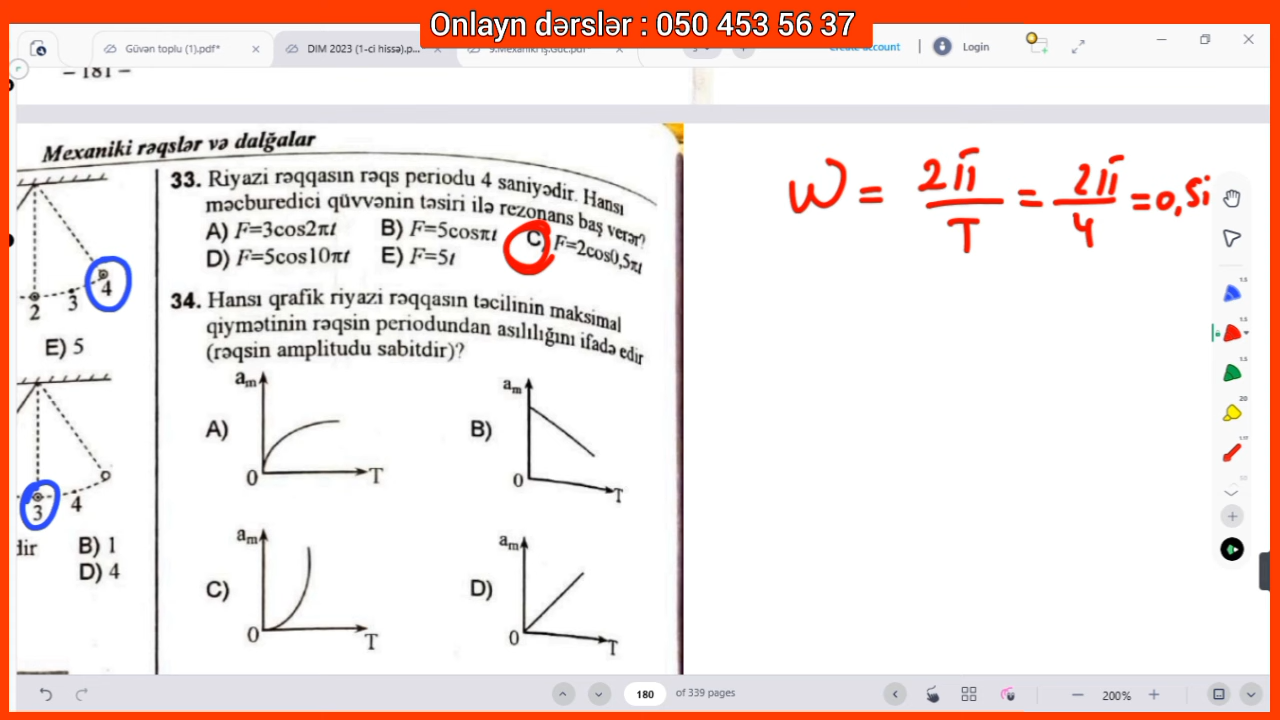 Onlayn dərslər : 050 453 56 37
Güvən toplu (1).pdf*
DIM 2023 (1-ci hissə).p...*
9.Mexaniki iş.Güc.pdf*
Create account
Login
– 181 –
Mexaniki rəqslər və dalğalar
2 3 4
E) 5
3 4
dir B) 1
D) 4
33. Riyazi rəqqasın rəqs periodu 4 saniyədir. Hansı
məcburedici qüvvənin təsiri ilə rezonans baş verər?
A) F=3cos2πt B) F=5cosπt C) F=2cos0,5πt
D) F=5cos10πt E) F=5t
34. Hansı qrafik riyazi rəqqasın təcilinin maksimal
qiymətinin rəqsin periodundan asılılığını ifadə edir
(rəqsin amplitudu sabitdir)?
A) aₘ 0 T
B) aₘ 0 T
C) aₘ 0 T
D) aₘ 0 T
W = 2π/T = 2π/4 = 0,5π
180 of 339 pages
200%